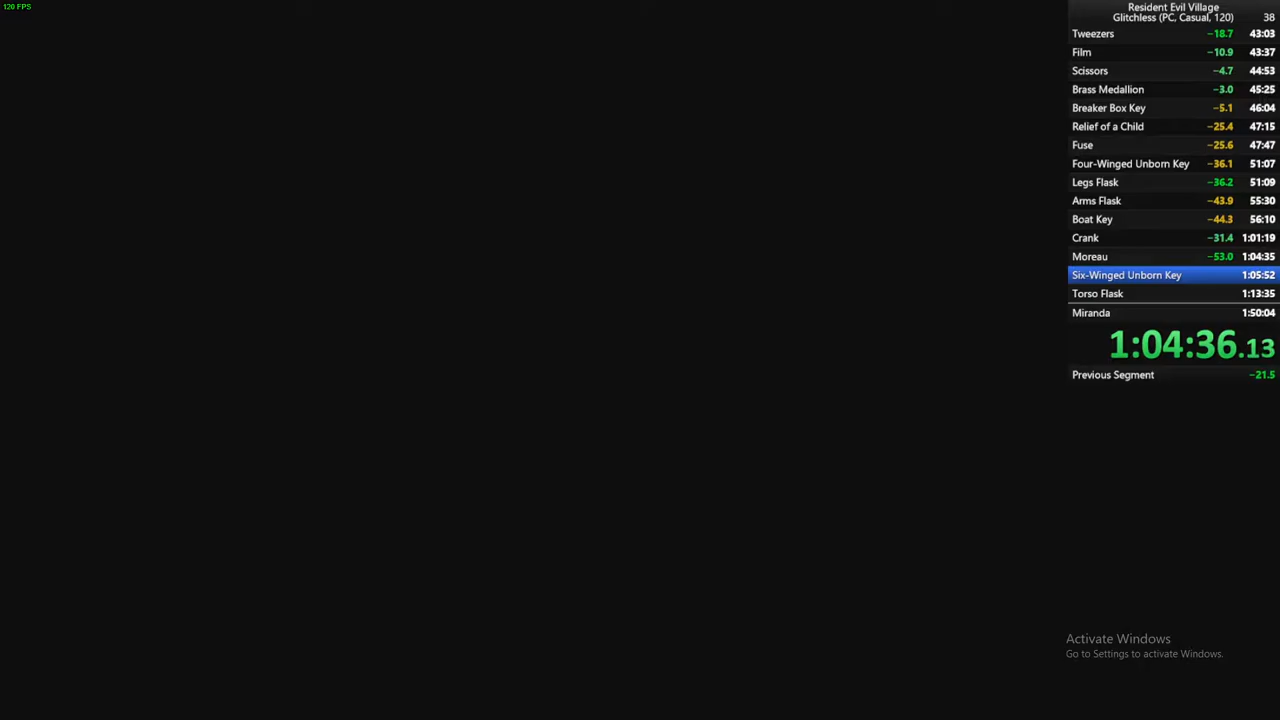 120 FPS
Resident Evil Village
Glitchless (PC, Casual, 120) 38
Tweezers -18.7 43:03
Film -10.9 43:37
Scissors -4.7 44:53
Brass Medallion -3.0 45:25
Breaker Box Key -5.1 46:04
Relief of a Child -25.4 47:15
Fuse -25.6 47:47
Four-Winged Unborn Key -36.1 51:07
Legs Flask -36.2 51:09
Arms Flask -43.9 55:30
Boat Key -44.3 56:10
Crank -31.4 1:01:19
Moreau -53.0 1:04:35
Six-Winged Unborn Key 1:05:52
Torso Flask 1:13:35
Miranda 1:50:04
1:04:36.13
Previous Segment -21.5
Activate Windows
Go to Settings to activate Windows.